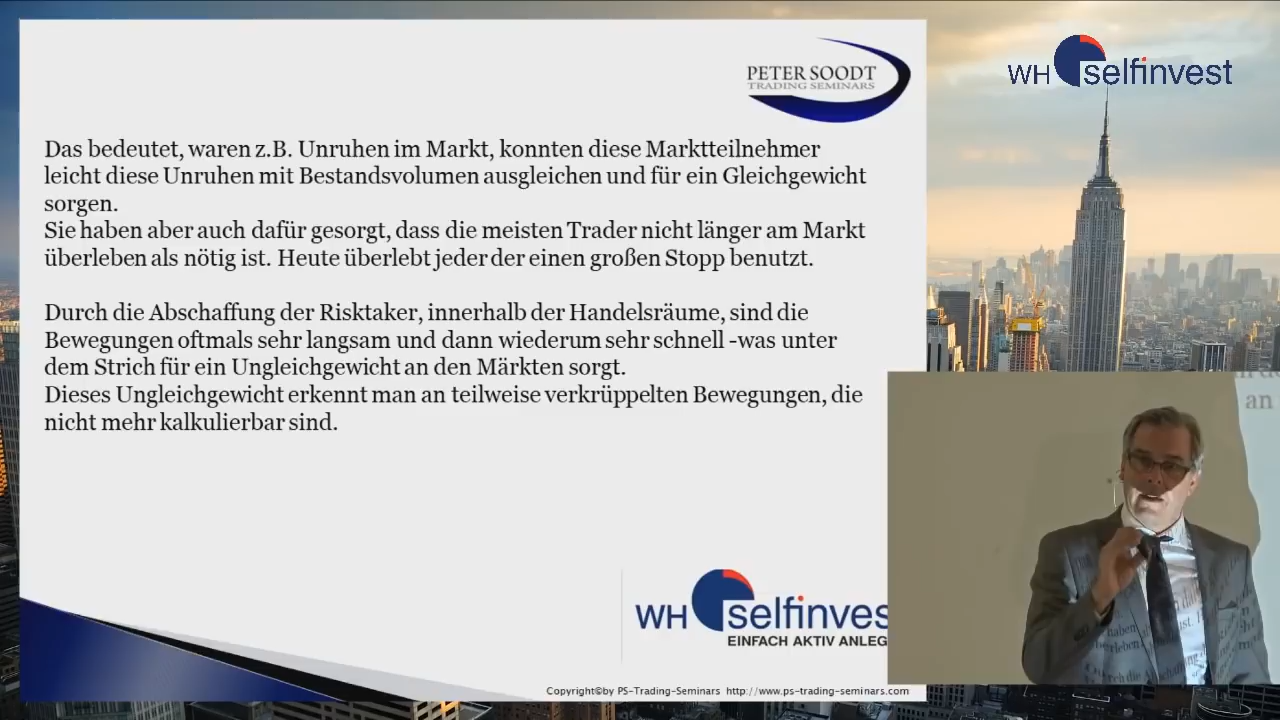 PETER SOODT
TRADING SEMINARS
WH selfinvest
Das bedeutet, waren z.B. Unruhen im Markt, konnten diese Marktteilnehmer
leicht diese Unruhen mit Bestandsvolumen ausgleichen und für ein Gleichgewicht
sorgen.
Sie haben aber auch dafür gesorgt, dass die meisten Trader nicht länger am Markt
überleben als nötig ist. Heute überlebt jeder der einen großen Stopp benutzt.
Durch die Abschaffung der Risktaker, innerhalb der Handelsräume, sind die
Bewegungen oftmals sehr langsam und dann wiederum sehr schnell -was unter
dem Strich für ein Ungleichgewicht an den Märkten sorgt.
Dieses Ungleichgewicht erkennt man an teilweise verkrüppelten Bewegungen, die
nicht mehr kalkulierbar sind.
an
haben
WH selfinves
EINFACH AKTIV ANLEG
Copyright©by PS-Trading-Seminars http://www.ps-trading-seminars.com